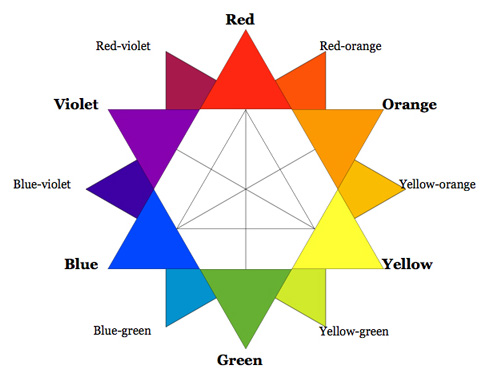 Red
Red-violet
Red-orange
Violet
Orange
Blue-violet
Yellow-orange
Blue
Yellow
Blue-green
Yellow-green
Green